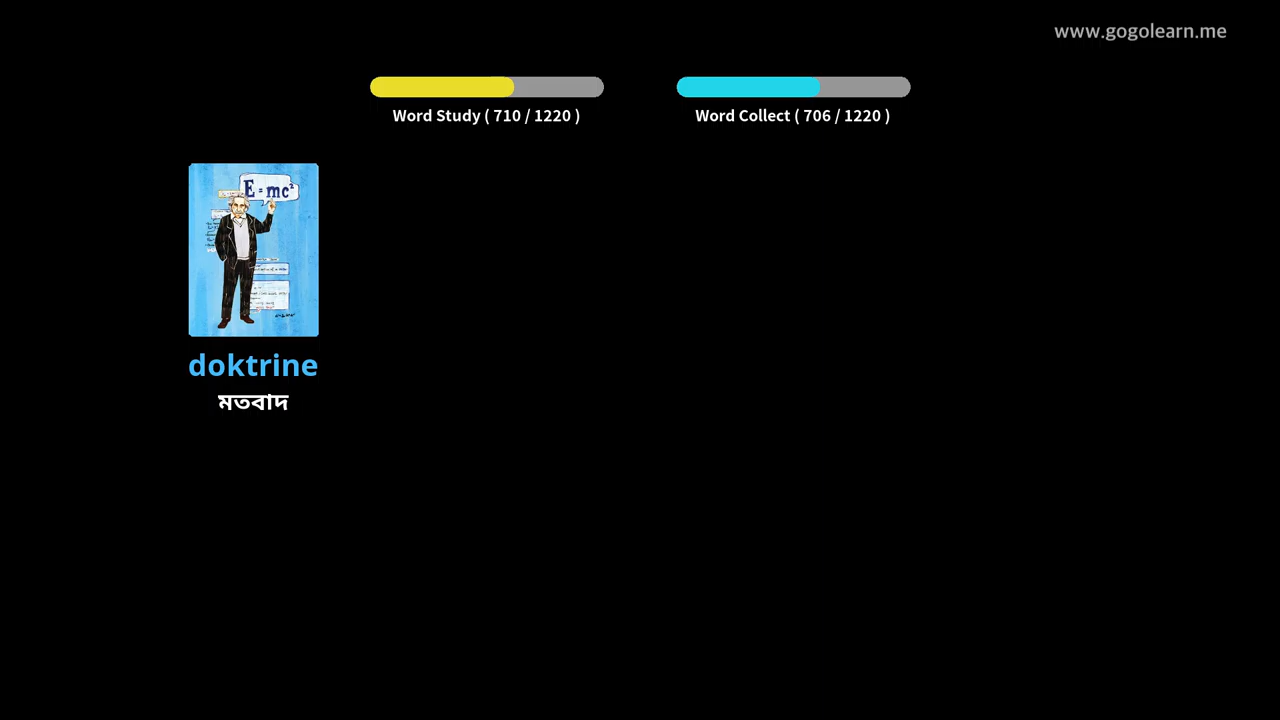 www.gogolearn.me
Word Study ( 710 / 1220 )
Word Collect ( 706 / 1220 )
E = mc²
doktrine
মতবাদ